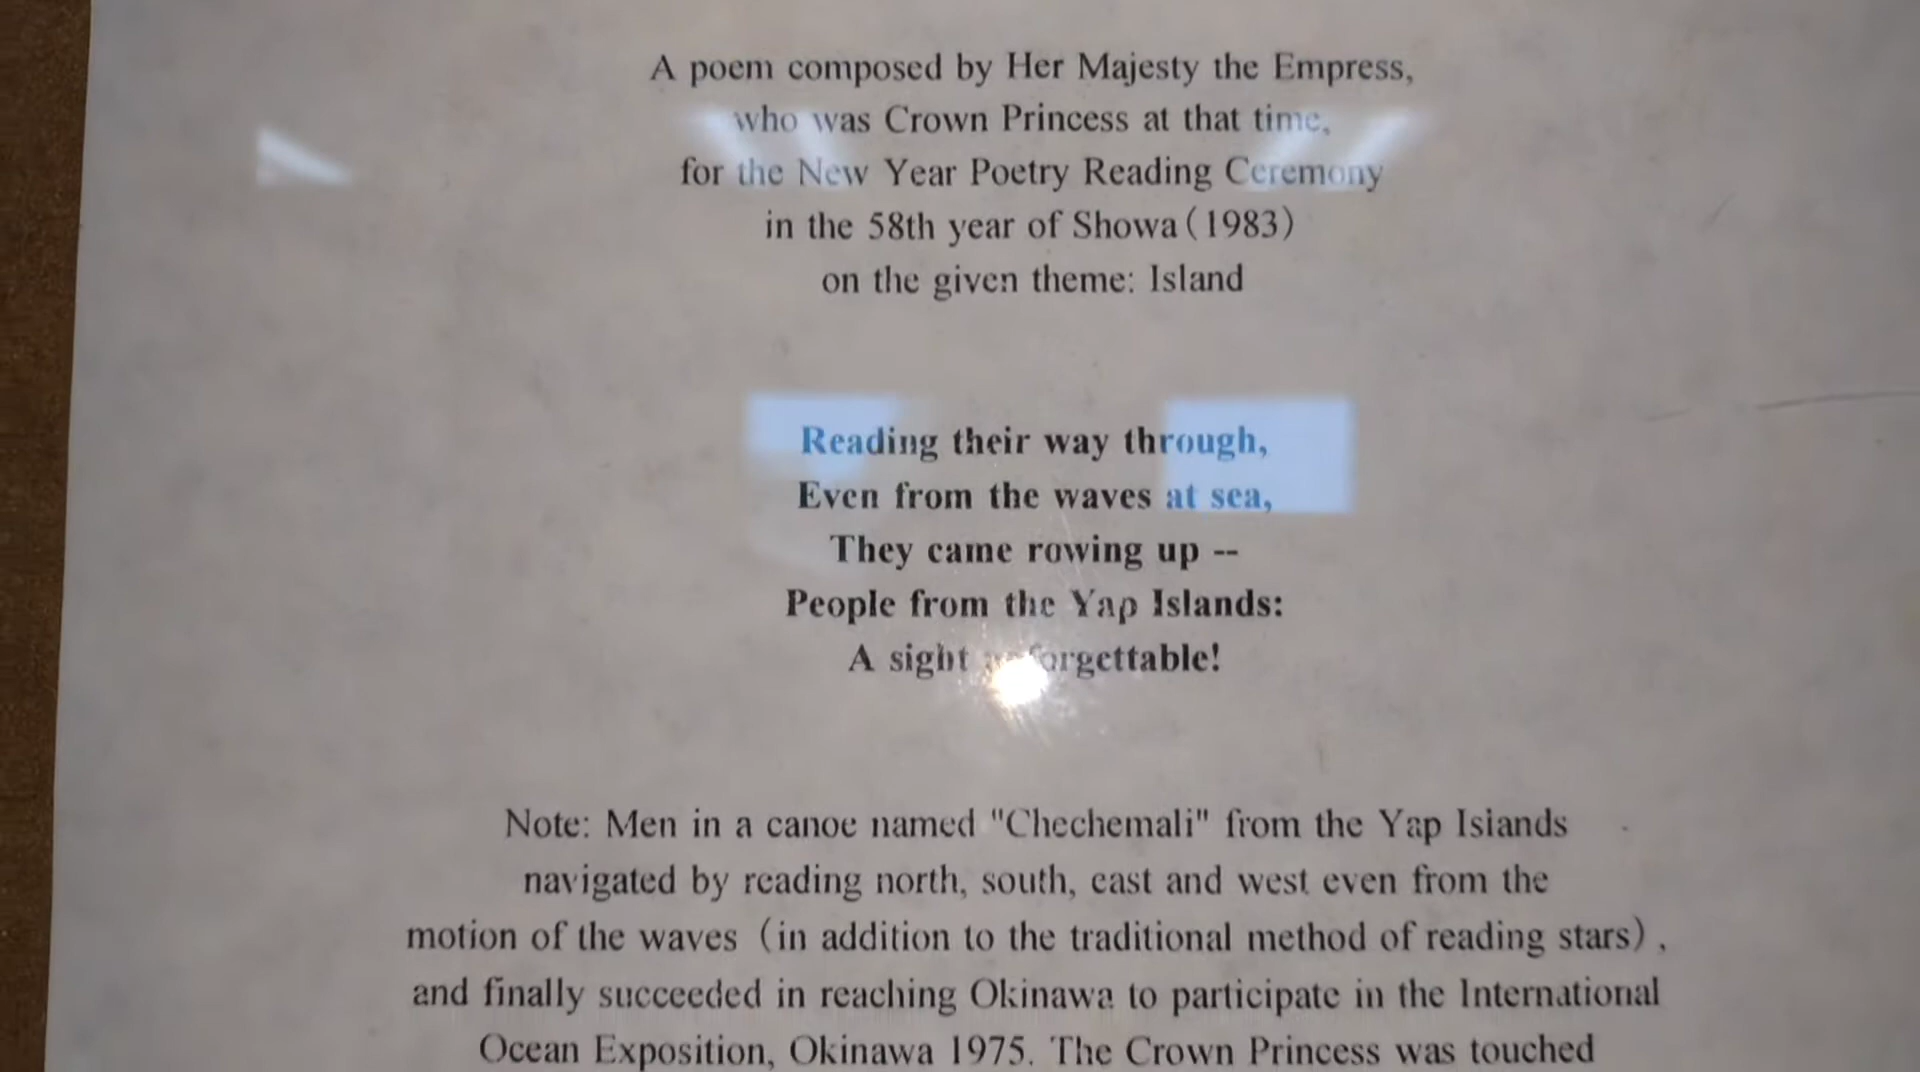 A poem composed by Her Majesty the Empress,
who was Crown Princess at that time,
for the New Year Poetry Reading Ceremony
in the 58th year of Showa (1983)
on the given theme: Island
Reading their way through,
Even from the waves at sea,
They came rowing up --
People from the Yap Islands:
A sight unforgettable!
Note: Men in a canoe named "Chechemali" from the Yap Islands
navigated by reading north, south, east and west even from the
motion of the waves (in addition to the traditional method of reading stars),
and finally succeeded in reaching Okinawa to participate in the International
Ocean Exposition, Okinawa 1975. The Crown Princess was touched